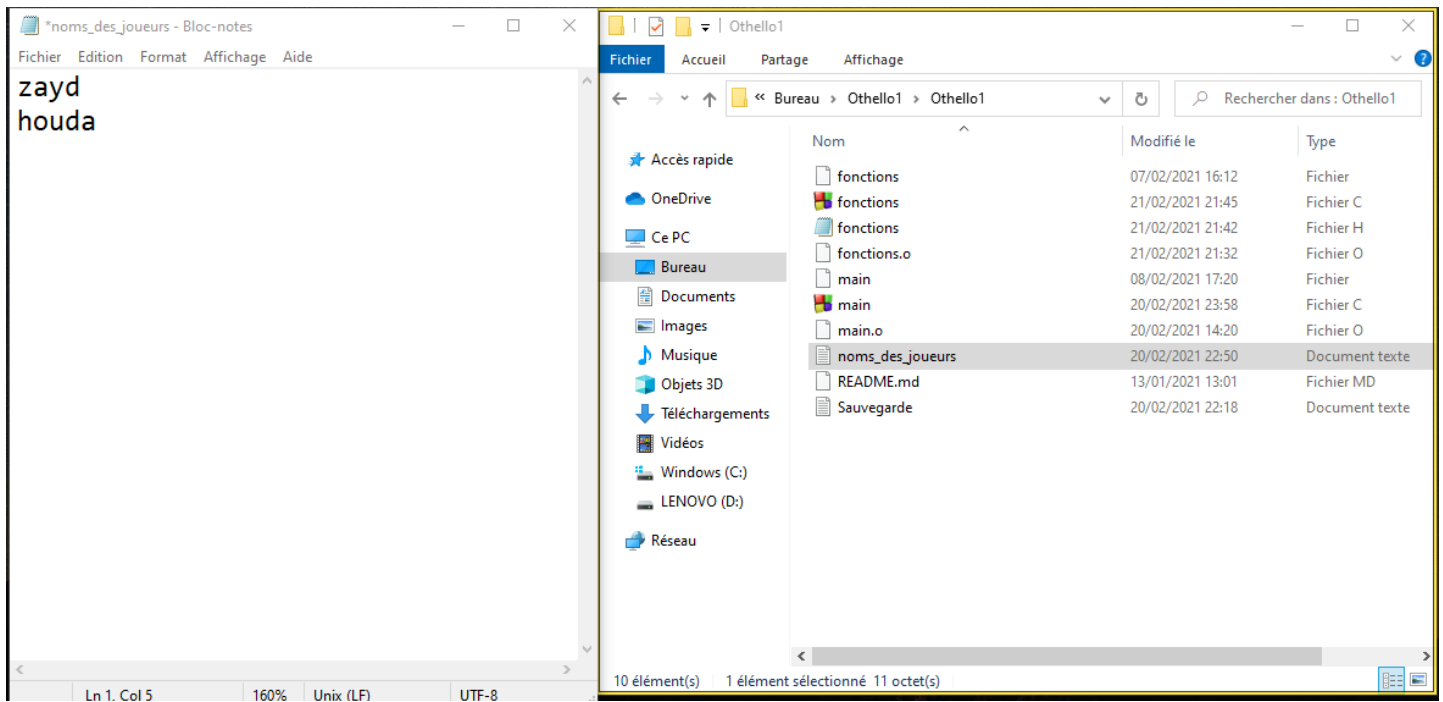 *noms_des_joueurs - Bloc-notes
Fichier Edition Format Affichage Aide
zayd
houda
Ln 1, Col 5 160% Unix (LF) UTF-8
Othello1
Fichier Accueil Partage Affichage
« Bureau > Othello1 > Othello1 Rechercher dans : Othello1
Nom Modifié le Type
Accès rapide
OneDrive
Ce PC
Bureau
Documents
Images
Musique
Objets 3D
Téléchargements
Vidéos
Windows (C:)
LENOVO (D:)
Réseau
fonctions 07/02/2021 16:12 Fichier
fonctions 21/02/2021 21:45 Fichier C
fonctions 21/02/2021 21:42 Fichier H
fonctions.o 21/02/2021 21:32 Fichier O
main 08/02/2021 17:20 Fichier
main 20/02/2021 23:58 Fichier C
main.o 20/02/2021 14:20 Fichier O
noms_des_joueurs 20/02/2021 22:50 Document texte
README.md 13/01/2021 13:01 Fichier MD
Sauvegarde 20/02/2021 22:18 Document texte
10 élément(s) 1 élément sélectionné 11 octet(s)